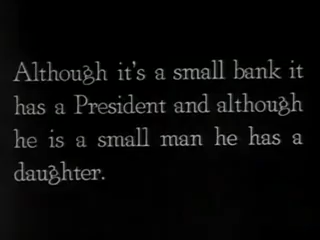 Although it's a small bank it
has a President and although
he is a small man he has a
daughter.